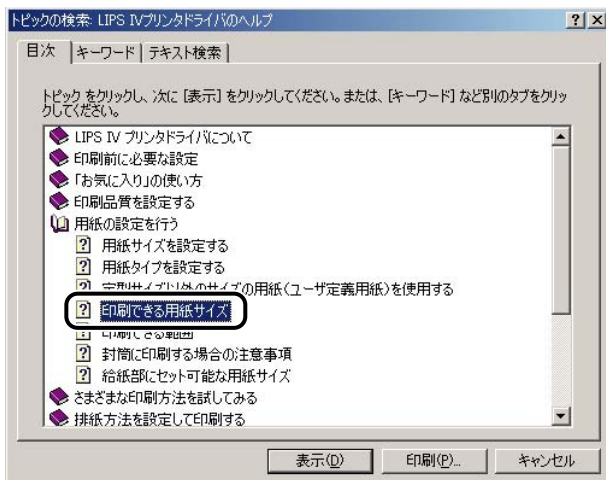 トピックの検索: LIPS IVプリンタドライバのヘルプ
目次 キーワード テキスト検索
トピック をクリックし、次に [表示] をクリックしてください。または、[キーワード] など別のタブをクリッ
クしてください。
LIPS IV プリンタドライバについて
印刷前に必要な設定
「お気に入り」の使い方
印刷品質を設定する
用紙の設定を行う
用紙サイズを設定する
用紙タイプを設定する
定型サイズ以外のサイズの用紙(ユーザ定義用紙)を使用する
印刷できる用紙サイズ
印刷できる範囲
封筒に印刷する場合の注意事項
給紙部にセット可能な用紙サイズ
さまざまな印刷方法を試してみる
排紙方法を設定して印刷する
表示(D) 印刷(P)... キャンセル